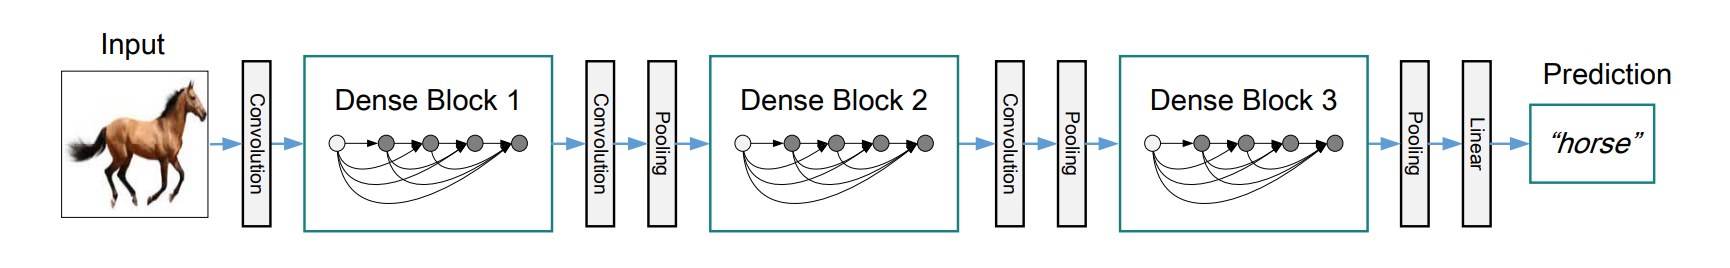 Input
Convolution
Dense Block 1
Convolution
Pooling
Dense Block 2
Convolution
Pooling
Dense Block 3
Pooling
Linear
Prediction
“horse”